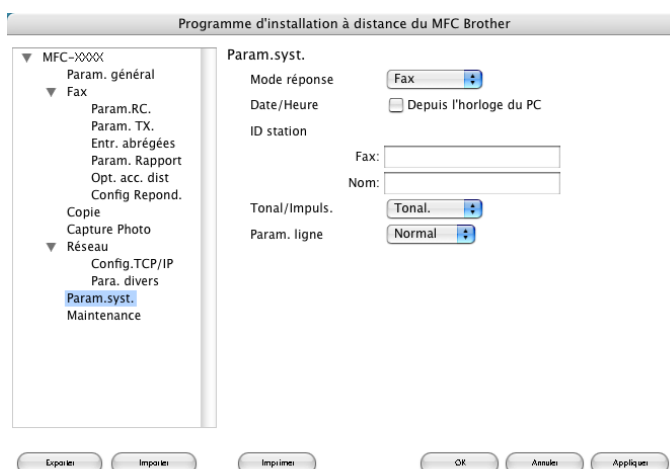 Programme d'installation à distance du MFC Brother
MFC-XXXX
Param. général
Fax
Param.RC.
Param. TX.
Entr. abrégées
Param. Rapport
Opt. acc. dist
Config Repond.
Copie
Capture Photo
Réseau
Config.TCP/IP
Para. divers
Param.syst.
Maintenance
Param.syst.
Mode réponse
Fax
Date/Heure
Depuis l'horloge du PC
ID station
Fax:
Nom:
Tonal/Impuls.
Tonal.
Param. ligne
Normal
Exporter
Importer
Imprimer
OK
Annuler
Appliquer